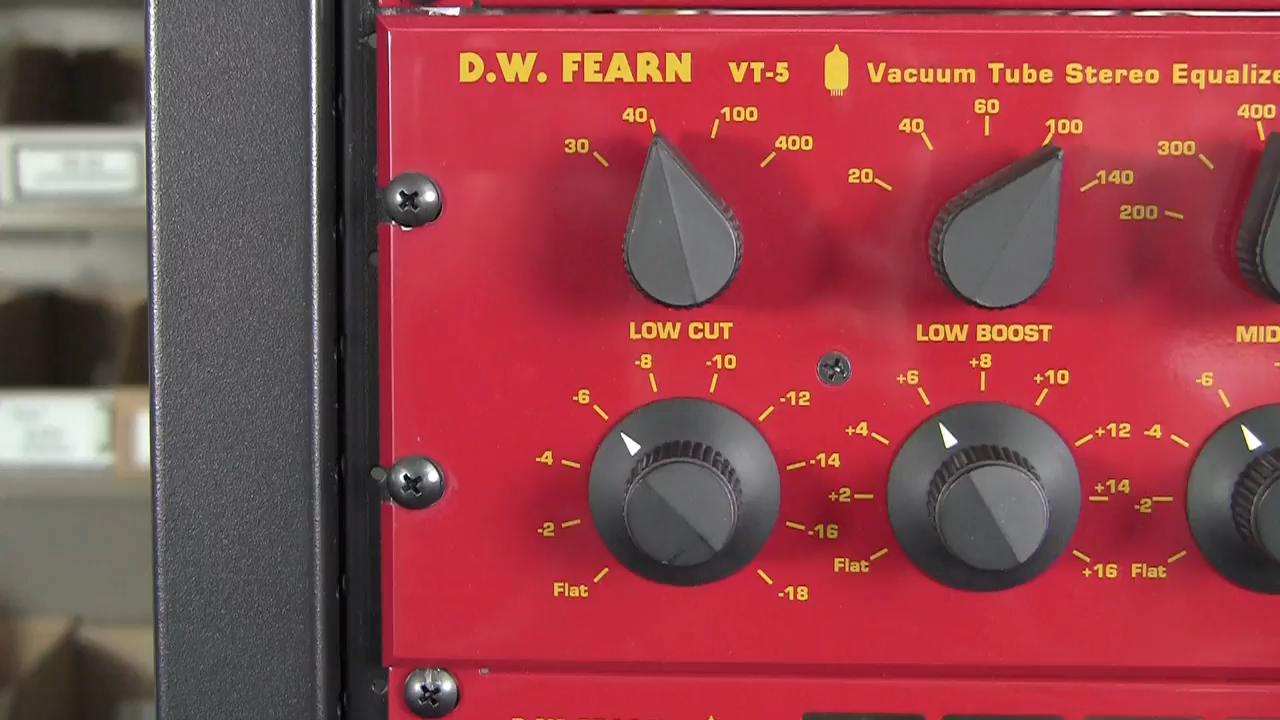 D.W. FEARN VT-5 Vacuum Tube Stereo Equalize
30 40 100 400
20 40 60 100 140
200 300 400
LOW CUT
LOW BOOST
MID
Flat -2 -4 -6 -8 -10 -12 -14 -16 -18
Flat +2 +4 +6 +8 +10 +12 +14 +16
Flat -2 -4 -6